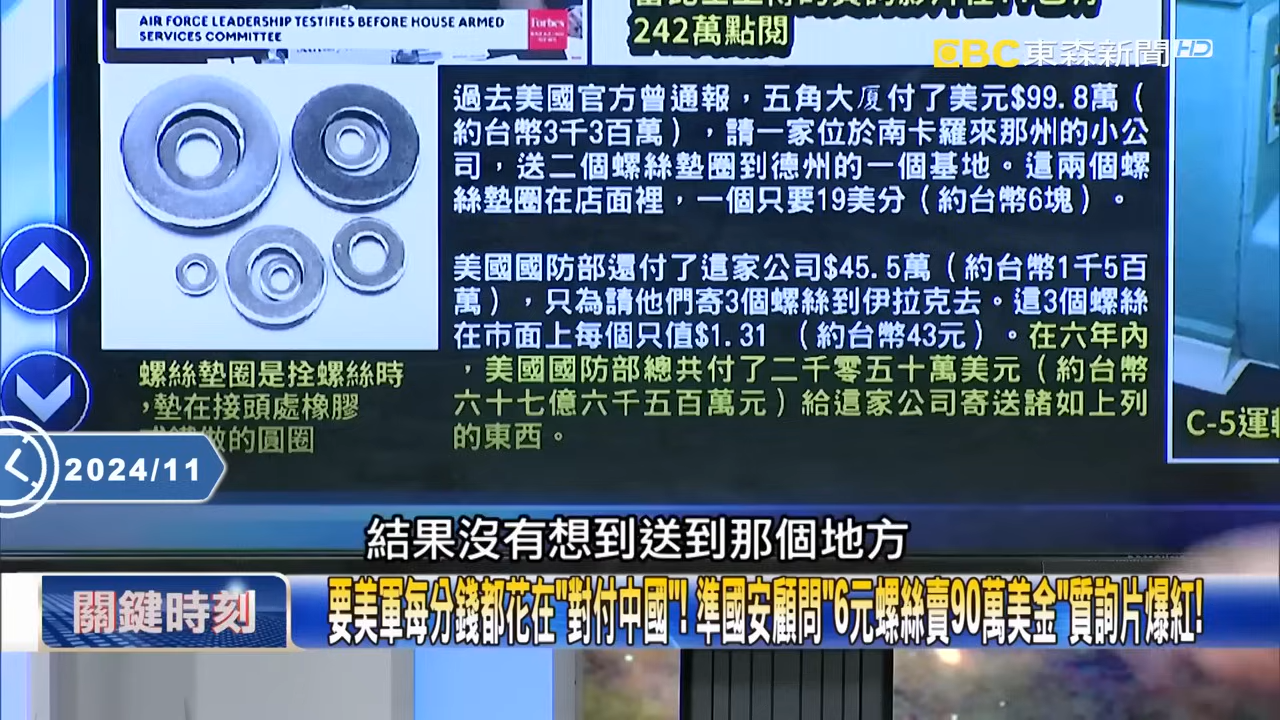 AIR FORCE LEADERSHIP TESTIFIES BEFORE HOUSE ARMED
SERVICES COMMITTEE
Forbes
242萬點閱
EBC東森新聞HD
過去美國官方曾通報，五角大厦付了美元$99.8萬（
約台幣3千3百萬），請一家位於南卡羅來那州的小公
司，送二個螺絲墊圈到德州的一個基地。這兩個螺
絲墊圈在店面裡，一個只要19美分（約台幣6塊）。
美國國防部還付了這家公司$45.5萬（約台幣1千5百
萬），只為請他們寄3個螺絲到伊拉克去。這3個螺絲
在市面上每個只值$1.31 （約台幣43元）。在六年內
，美國國防部總共付了二千零五十萬美元（約台幣
六十七億六千五百萬元）給這家公司寄送諸如上列
的東西。
螺絲墊圈是拴螺絲時
,墊在接頭處橡膠
做的圓圈
C-5運
2024/11
結果沒有想到送到那個地方
關鍵時刻
要美軍每分錢都花在"對付中國"! 準國安顧問"6元螺絲賣90萬美金"質詢片爆紅!